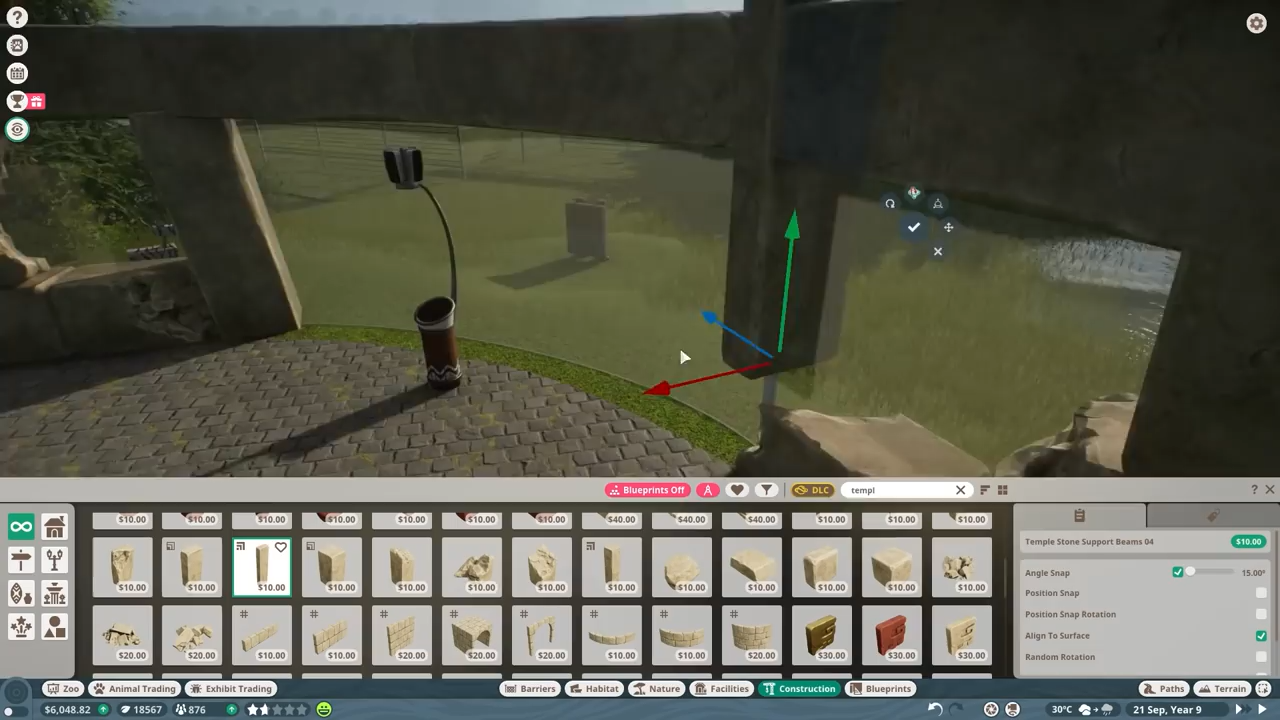 ?
Blueprints Off
DLC
templ
?
$10.00 $10.00 $10.00 $10.00 $10.00 $10.00 $40.00 $40.00 $40.00 $40.00 $10.00 $10.00 $10.00
Temple Stone Support Beams 04 $10.00
$10.00 $10.00 $10.00 $10.00 $10.00 $10.00 $10.00 $10.00 $10.00 $10.00 $10.00 $10.00 $10.00
Angle Snap 15.00°
Position Snap
Position Snap Rotation
Align To Surface
$20.00 $20.00 $10.00 $10.00 $20.00 $20.00 $20.00 $10.00 $10.00 $20.00 $30.00 $30.00 $30.00
Random Rotation
Zoo Animal Trading Exhibit Trading Barriers Habitat Nature Facilities Construction Blueprints Paths Terrain
$6,048.82 18567 876 30°C 21 Sep, Year 9